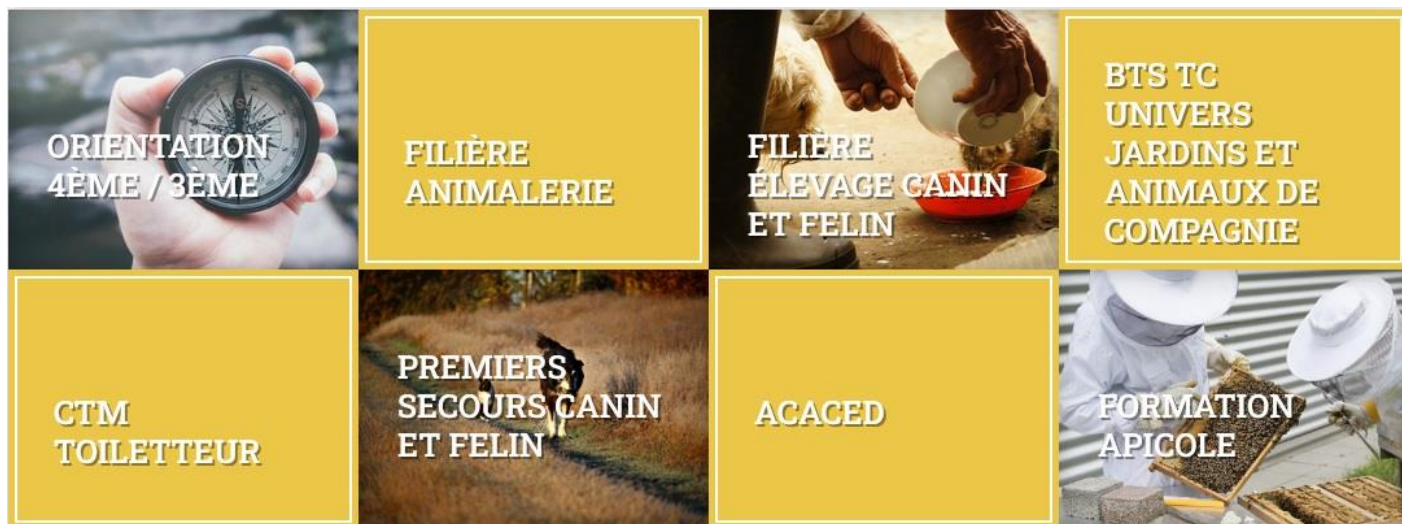 ORIENTATION
4ÈME / 3ÈME
FILIÈRE
ANIMALERIE
FILIÈRE
ÉLEVAGE CANIN
ET FELIN
BTS TC
UNIVERS
JARDINS ET
ANIMAUX DE
COMPAGNIE
CTM
TOILETTEUR
PREMIERS
SECOURS CANIN
ET FELIN
ACACED
FORMATION
APICOLE